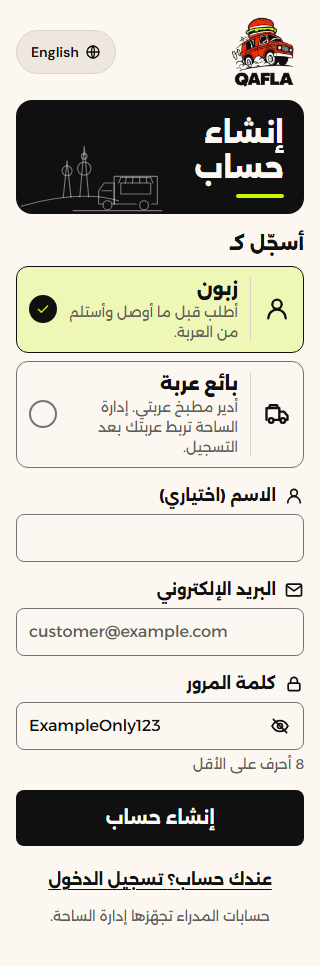 English
QAFLA
إنشاء
حساب
أسجّل كـ
زبون
أطلب قبل ما أوصل وأستلم
من العربة.
بائع عربة
أدير مطبخ عربتي. إدارة
الساحة تربط عربتك بعد
التسجيل.
الاسم (اختياري)
البريد الإلكتروني
customer@example.com
كلمة المرور
ExampleOnly123
8 أحرف على الأقل
إنشاء حساب
عندك حساب؟ تسجيل الدخول
حسابات المدراء تجهّزها إدارة الساحة.